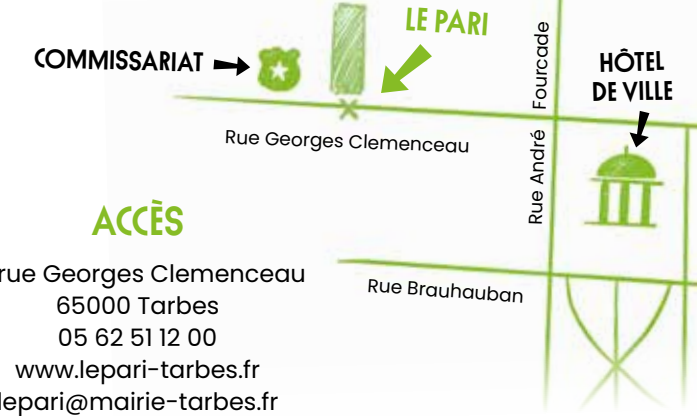 LE PARI
COMMISSARIAT
HÔTEL
DE VILLE
Rue Georges Clemenceau
Rue André Fourcade
Rue Brauhauban
ACCÈS
rue Georges Clemenceau
65000 Tarbes
05 62 51 12 00
www.lepari-tarbes.fr
lepari@mairie-tarbes.fr